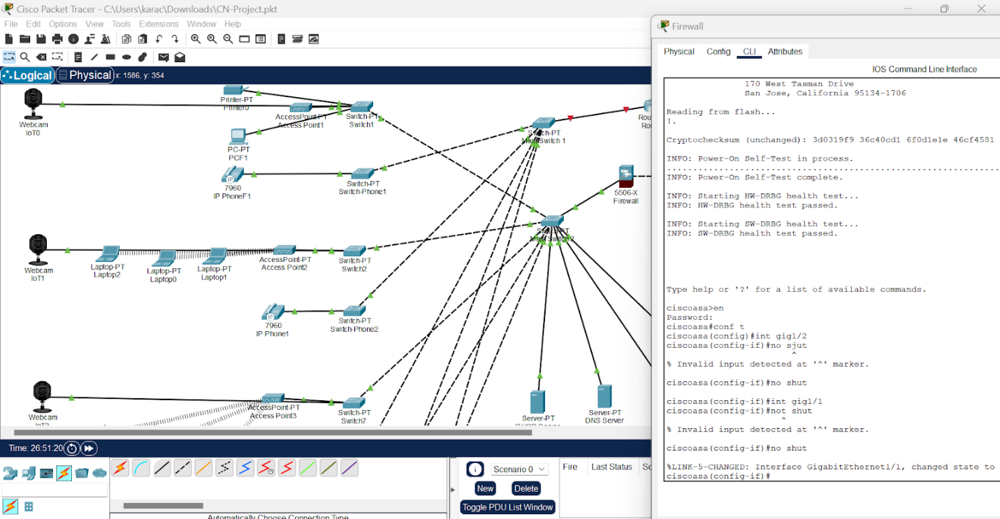 Cisco Packet Tracer - C:\Users\karac\Downloads\CN-Project.pkt
File Edit Options View Tools Extensions Window Help
Logical Physical x: 1586, y: 354
Printer-PT
Printer0
Webcam
IoT0
AccessPoint-PT
Access Point1
Switch-PT
Switch1
PC-PT
PCF1
7960
IP PhoneF1
Switch-PT
Switch-Phone1
Switch-PT
Main Switch 1
5506-X
Firewall
Switch-PT
Main Switch 2
Webcam
IoT1
Laptop-PT
Laptop2
Laptop-PT
Laptop0
Laptop-PT
Laptop1
AccessPoint-PT
Access Point2
Switch-PT
Switch2
7960
IP Phone1
Switch-PT
Switch-Phone2
Webcam
IoT2
AccessPoint-PT
Access Point3
Switch-PT
Switch7
Server-PT
DHCP Server
Server-PT
DNS Server
Rou
Ro
Time: 26:51:20
Automatically Choose Connection Type
Scenario 0
New
Delete
Toggle PDU List Window
Fire Last Status
Firewall
Physical Config CLI Attributes
IOS Command Line Interface
170 West Tasman Drive
San Jose, California 95134-1706
Reading from flash...
!.
Cryptochecksum (unchanged): 3d0319f9 36c40cd1 6f0d1e1e 46cf4581
INFO: Power-On Self-Test in process.
INFO: Power-On Self-Test complete.
INFO: Starting HW-DRBG health test...
INFO: HW-DRBG health test passed.
INFO: Starting SW-DRBG health test...
INFO: SW-DRBG health test passed.
Type help or '?' for a list of available commands.
ciscoasa>en
Password:
ciscoasa#conf t
ciscoasa(config)#int gig1/2
ciscoasa(config-if)#no sjut
^
% Invalid input detected at '^' marker.
ciscoasa(config-if)#no shut
ciscoasa(config-if)#int gig1/1
ciscoasa(config-if)#not shut
^
% Invalid input detected at '^' marker.
ciscoasa(config-if)#no shut
%LINK-5-CHANGED: Interface GigabitEthernet1/1, changed state to
ciscoasa(config-if)#